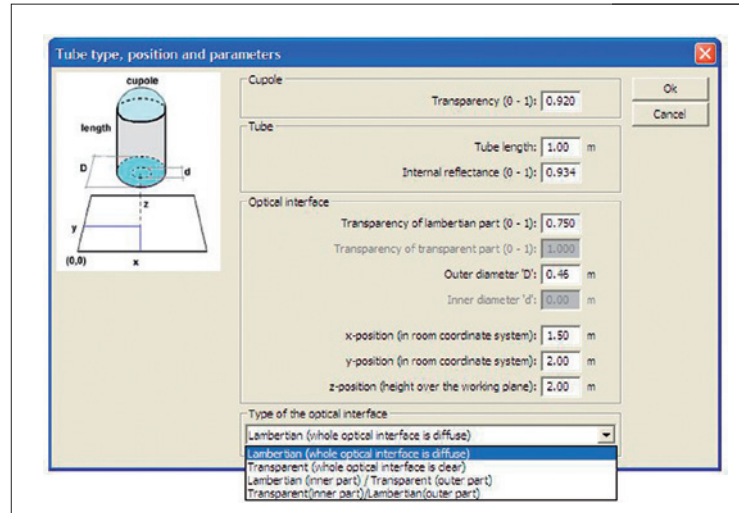 Tube type, position and parameters
cupole
length
D
d
z
y
(0,0)
x
Cupole
Transparency (0 - 1): 0.920
Tube
Tube length: 1.00 m
Internal reflectance (0 - 1): 0.934
Optical interface
Transparency of lambertian part (0 - 1): 0.750
Transparency of transparent part (0 - 1): 1.000
Outer diameter 'D': 0.46 m
Inner diameter 'd': 0.00 m
x-position (in room coordinate system): 1.50 m
y-position (in room coordinate system): 2.00 m
z-position (height over the working plane): 2.00 m
Type of the optical interface
Lambertian (whole optical interface is diffuse)
Lambertian (whole optical interface is diffuse)
Transparent (whole optical interface is clear)
Lambertian (inner part) / Transparent (outer part)
Transparent(inner part)/Lambertian(outer part)
Ok
Cancel